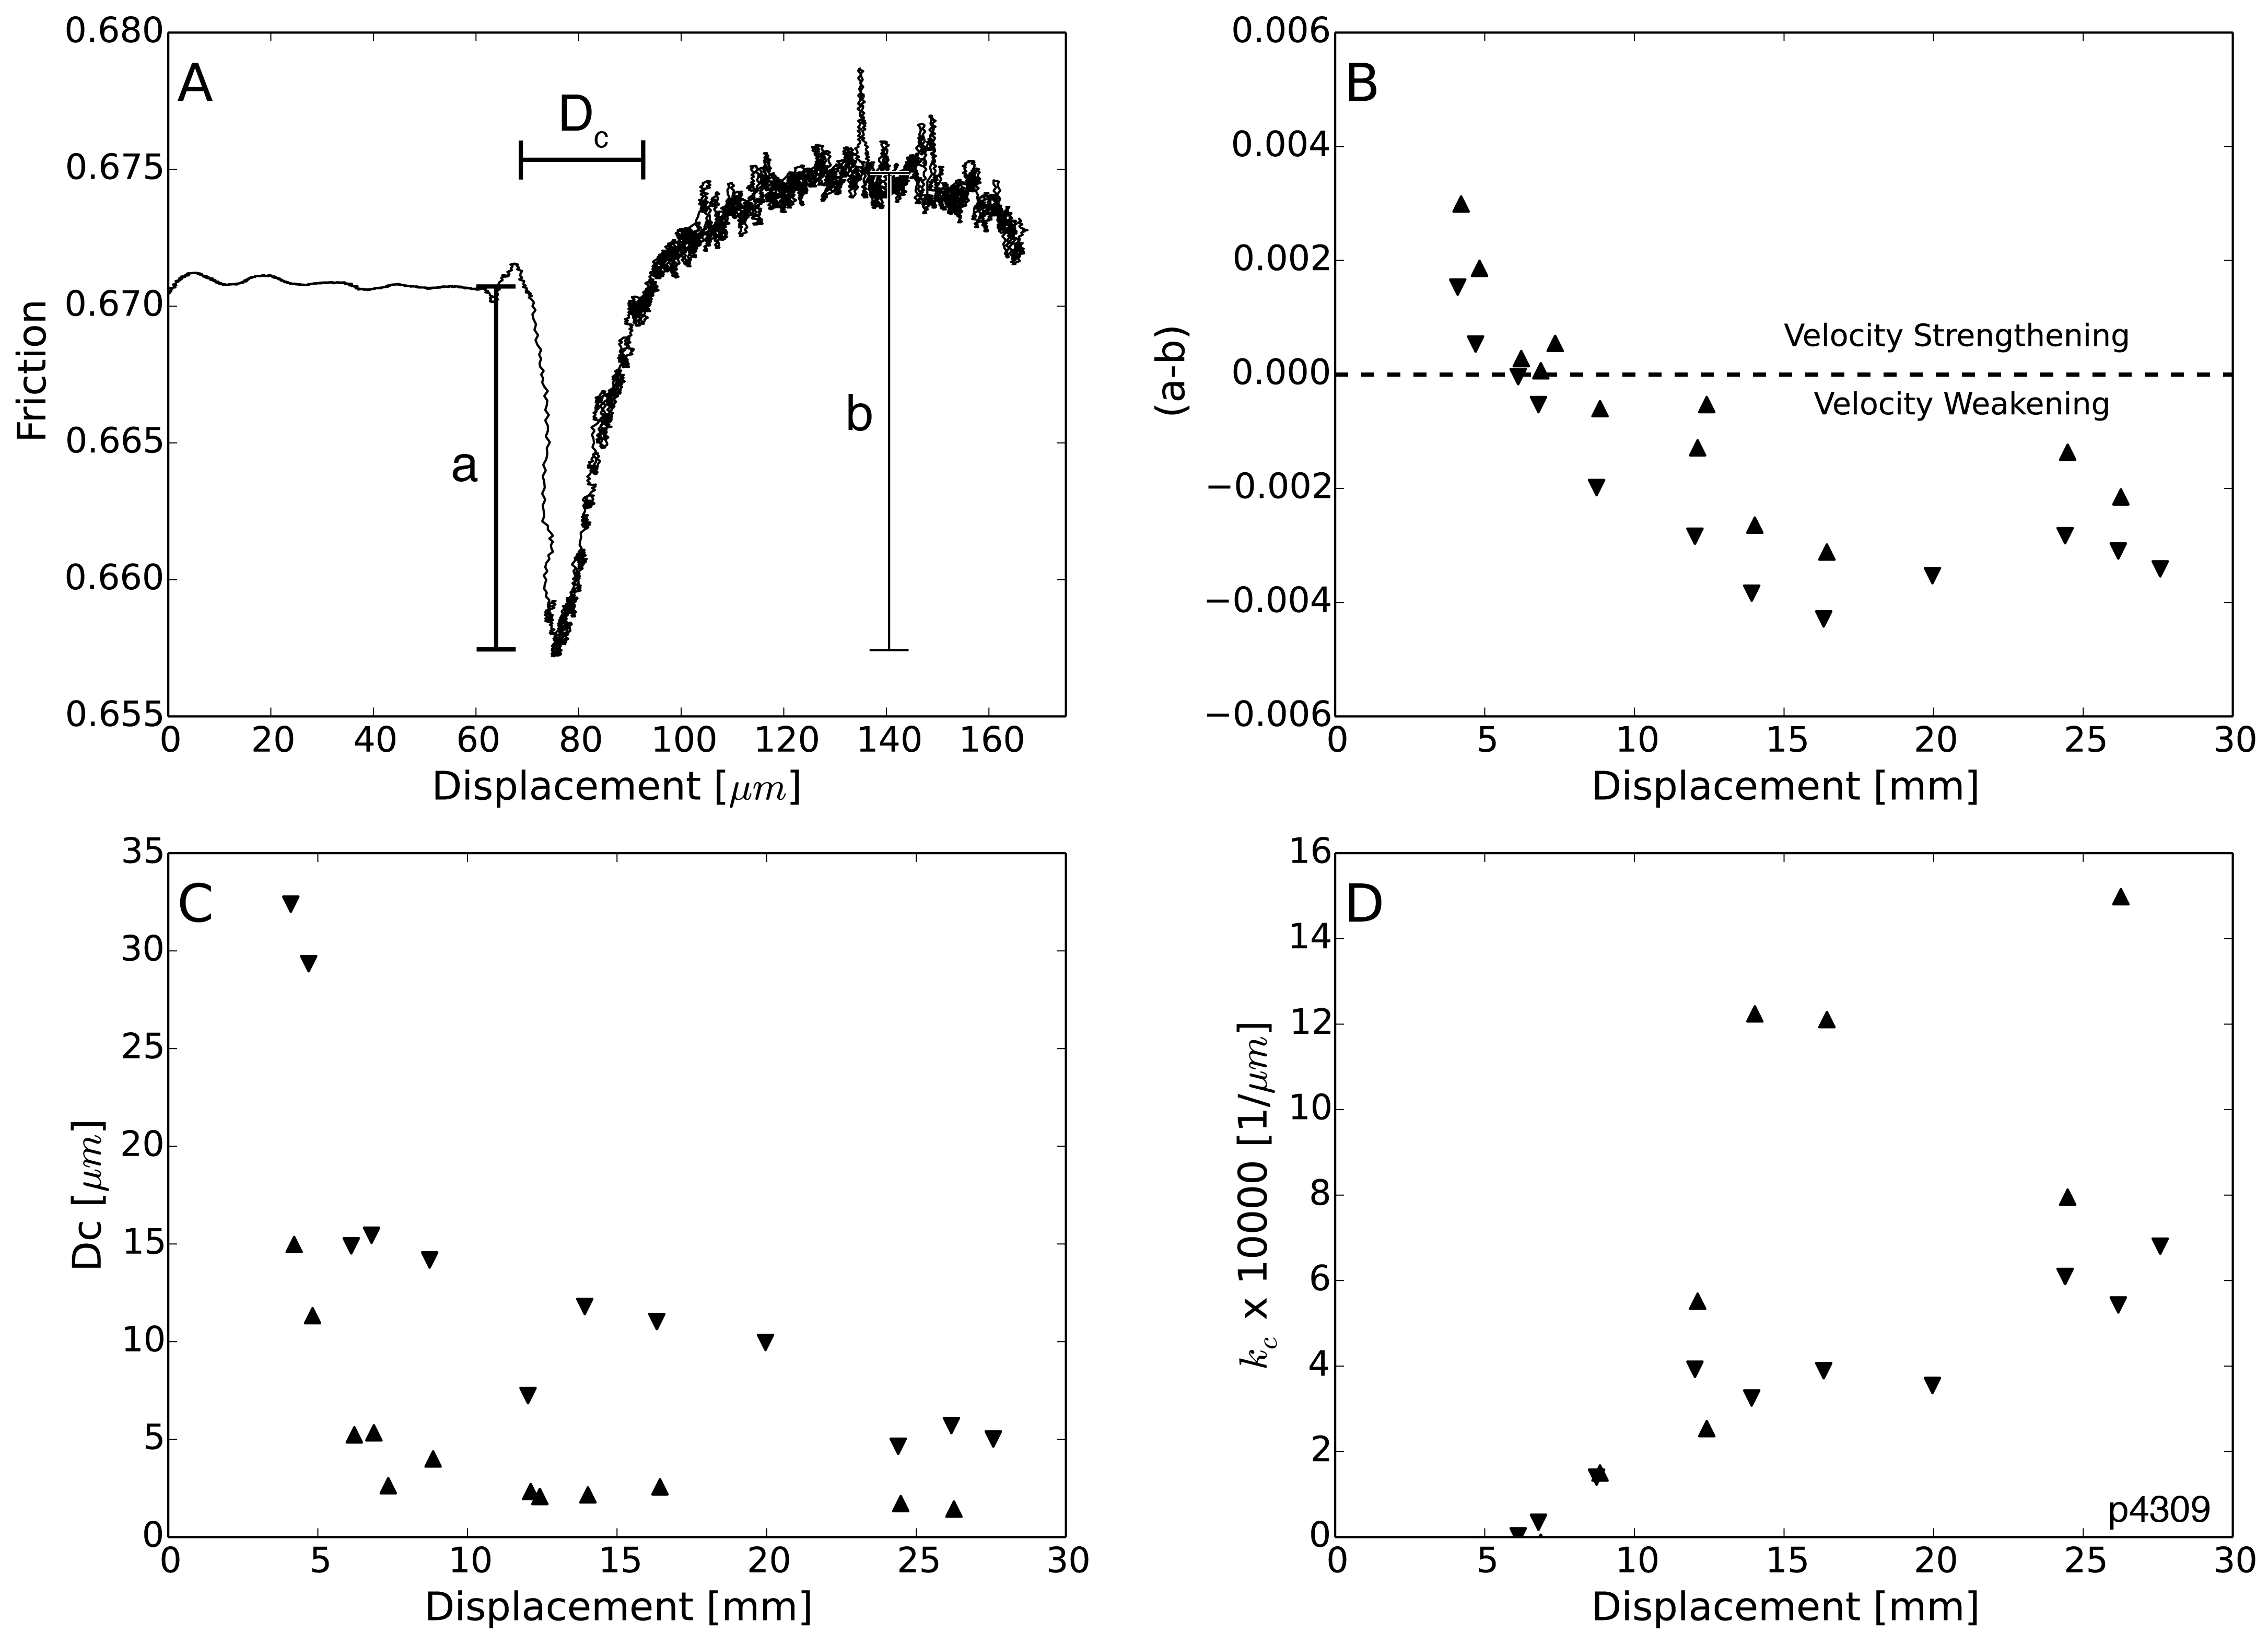 A
0.680
0.675
0.670
0.665
0.660
0.655
Friction
D_c
a
b
0 20 40 60 80 100 120 140 160
Displacement [μm]
B
0.006
0.004
0.002
0.000
−0.002
−0.004
−0.006
(a-b)
Velocity Strengthening
Velocity Weakening
0 5 10 15 20 25 30
Displacement [mm]
C
35
30
25
20
15
10
5
0
Dc [μm]
0 5 10 15 20 25 30
Displacement [mm]
D
16
14
12
10
8
6
4
2
0
k_c x 10000 [1/μm]
p4309
0 5 10 15 20 25 30
Displacement [mm]